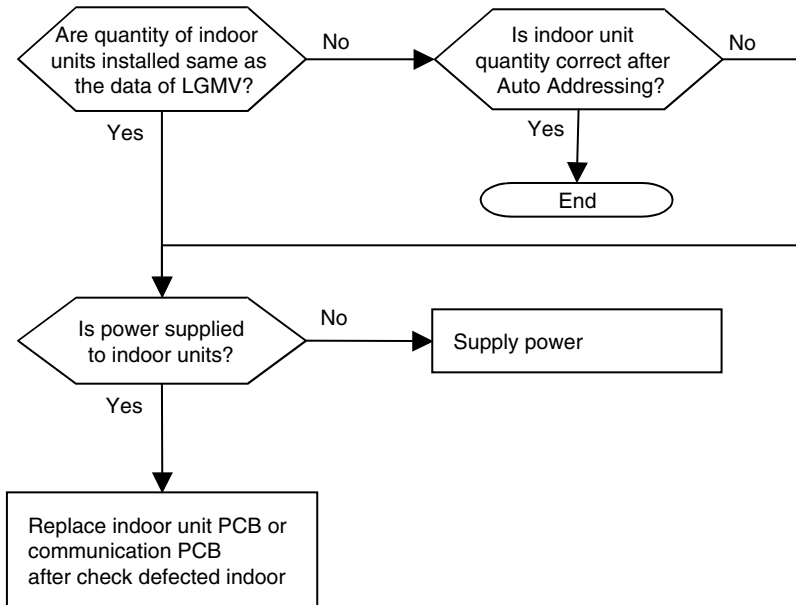 Are quantity of indoor
units installed same as
the data of LGMV?
No
Is indoor unit
quantity correct after
Auto Addressing?
No
Yes
Yes
End
Is power supplied
to indoor units?
No
Supply power
Yes
Replace indoor unit PCB or
communication PCB
after check defected indoor